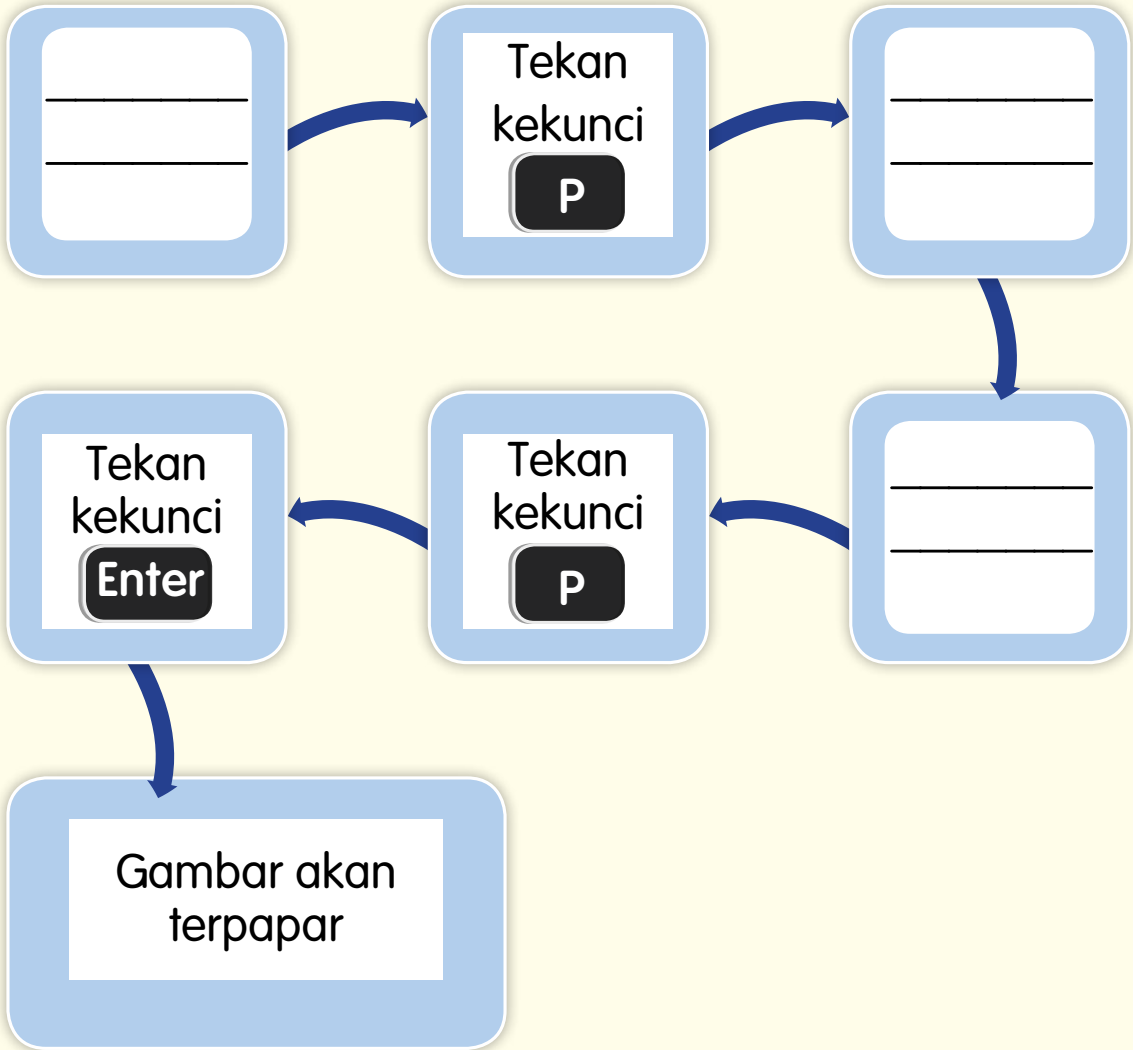 Tekan
kekunci
P
Tekan
kekunci
P
Tekan
kekunci
Enter
Gambar akan
terpapar